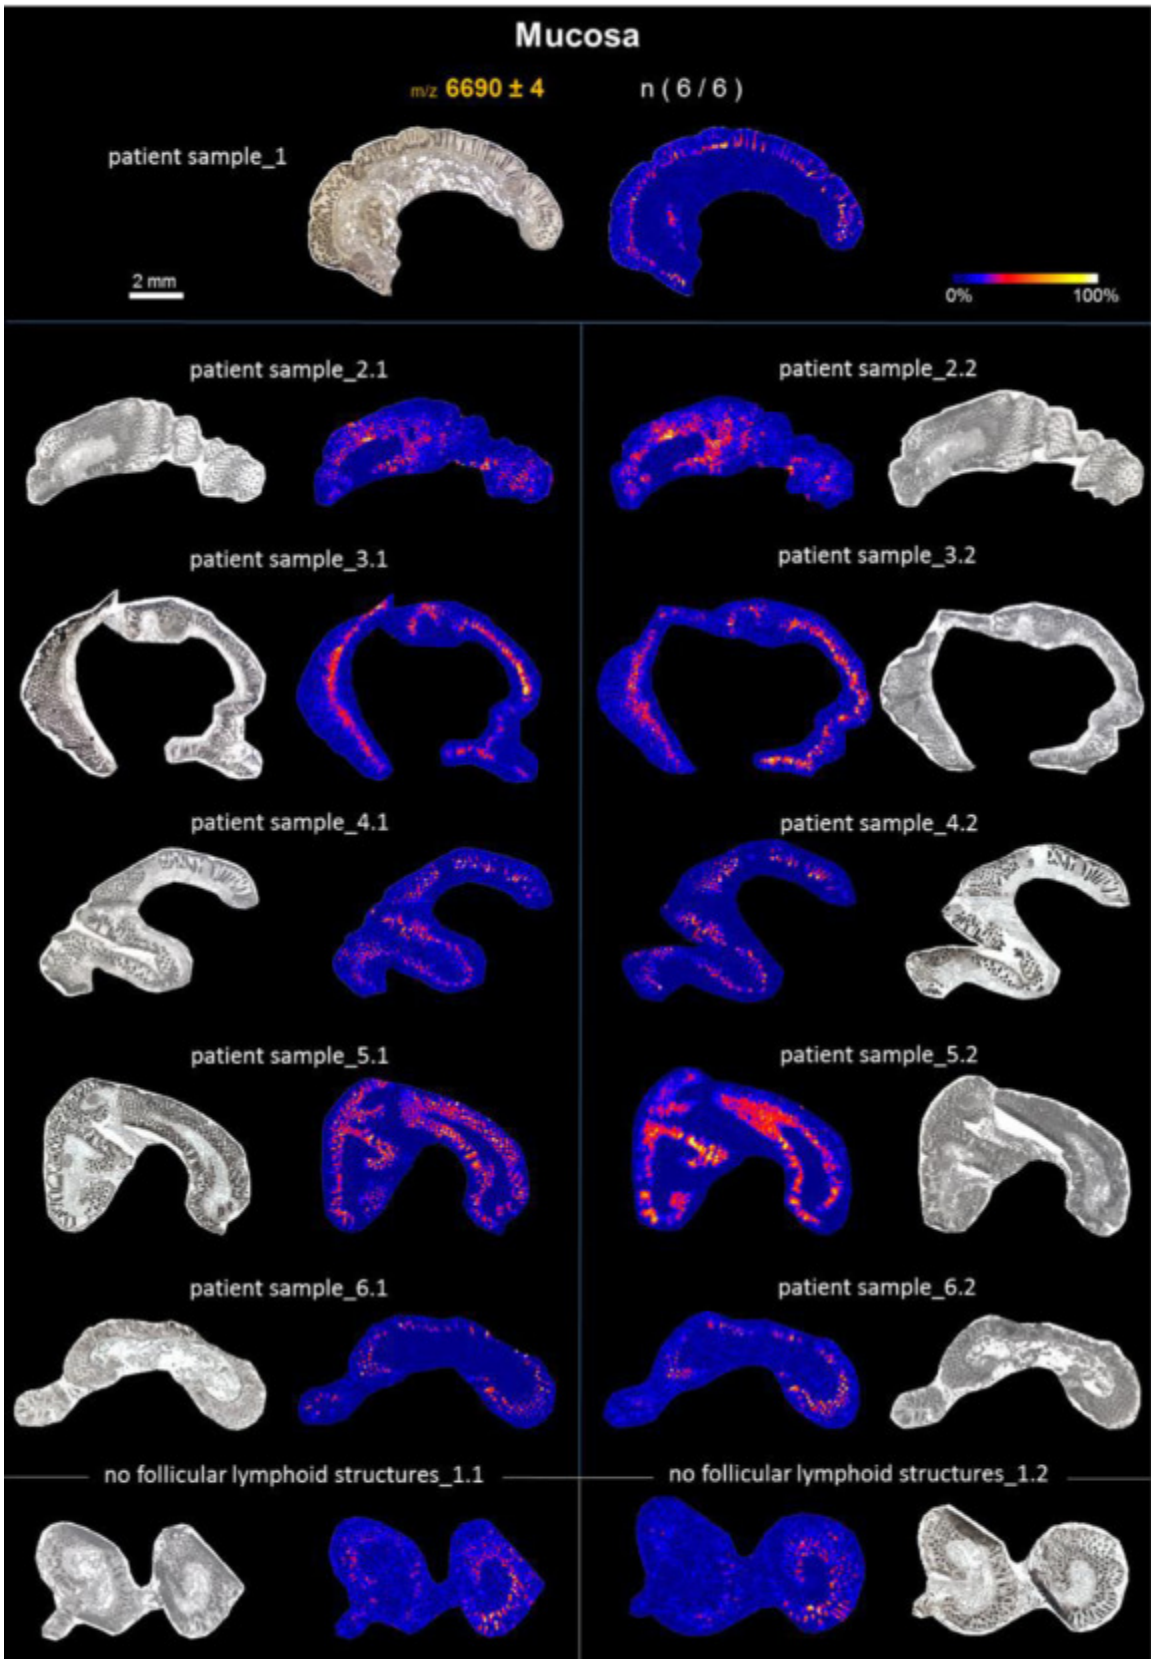 Mucosa
m/z 6690 ± 4 n ( 6 / 6 )
patient sample_1
2 mm
0% 100%
patient sample_2.1 patient sample_2.2
patient sample_3.1 patient sample_3.2
patient sample_4.1 patient sample_4.2
patient sample_5.1 patient sample_5.2
patient sample_6.1 patient sample_6.2
no follicular lymphoid structures_1.1 no follicular lymphoid structures_1.2